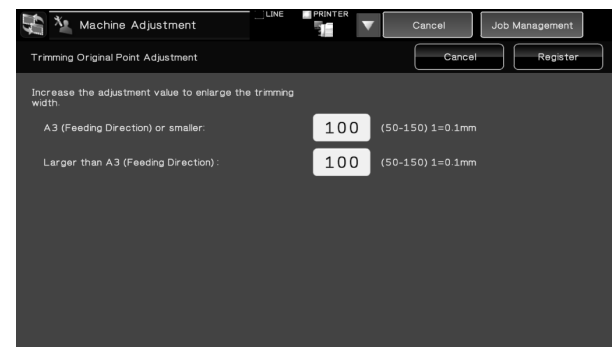 Machine Adjustment
LINE
PRINTER
Cancel
Job Management
Trimming Original Point Adjustment
Cancel
Register
Increase the adjustment value to enlarge the trimming
width.
A3 (Feeding Direction) or smaller:
100
(50-150) 1=0.1mm
Larger than A3 (Feeding Direction) :
100
(50-150) 1=0.1mm